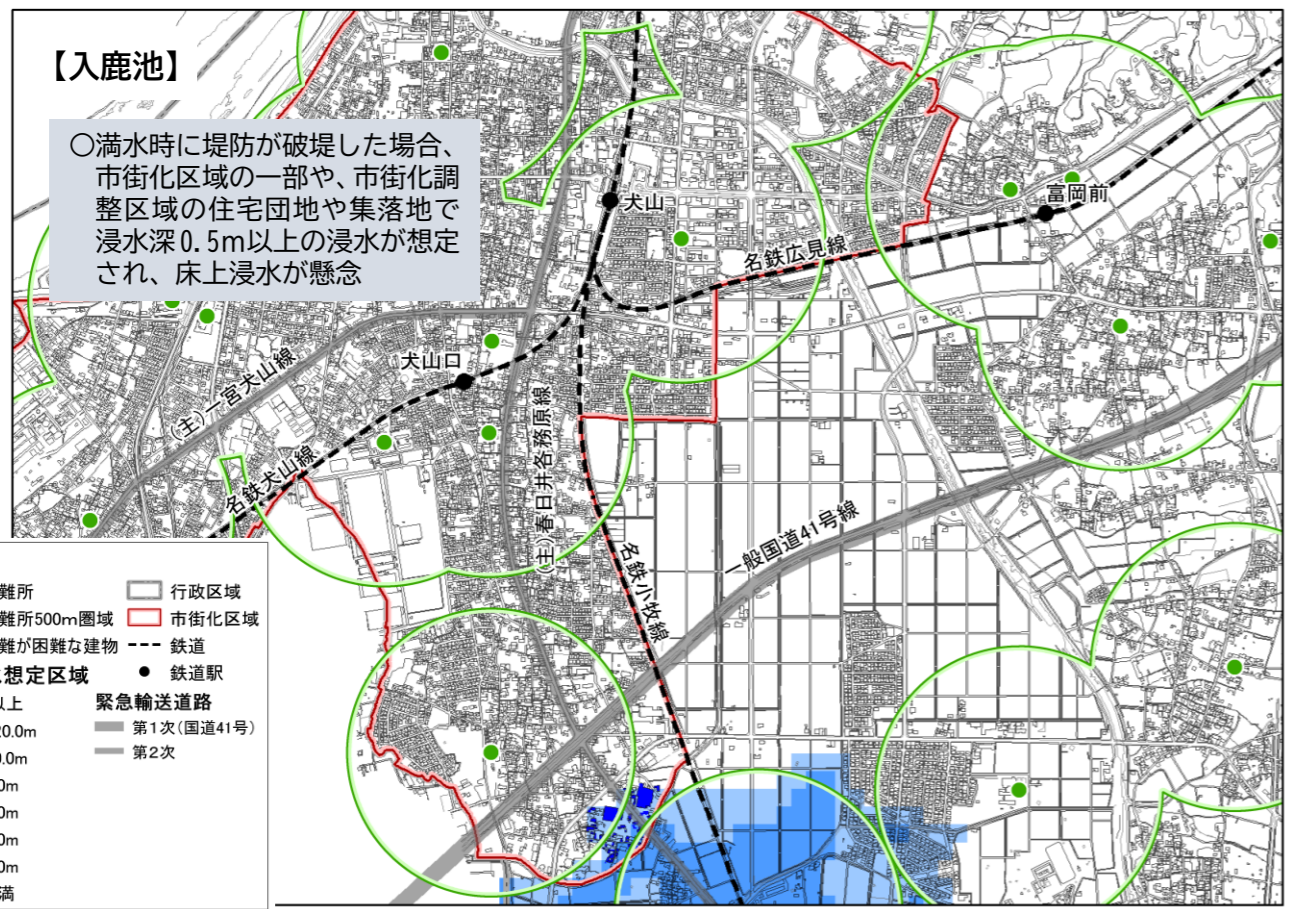 【入鹿池】
○満水時に堤防が破堤した場合、
市街化区域の一部や、市街化調
整区域の住宅団地や集落地で
浸水深0.5m以上の浸水が想定
され、床上浸水が懸念
犬山
富岡前
名鉄広見線
犬山口
(主)一宮犬山線
(主)春日井各務原線
名鉄犬山線
一般国道41号線
名鉄小牧線
難所
行政区域
難所500m圏域
市街化区域
難が困難な建物
鉄道
想定区域
鉄道駅
以上
緊急輸送道路
20.0m
第1次(国道41号)
0.0m
第2次
0m
0m
0m
0m
満